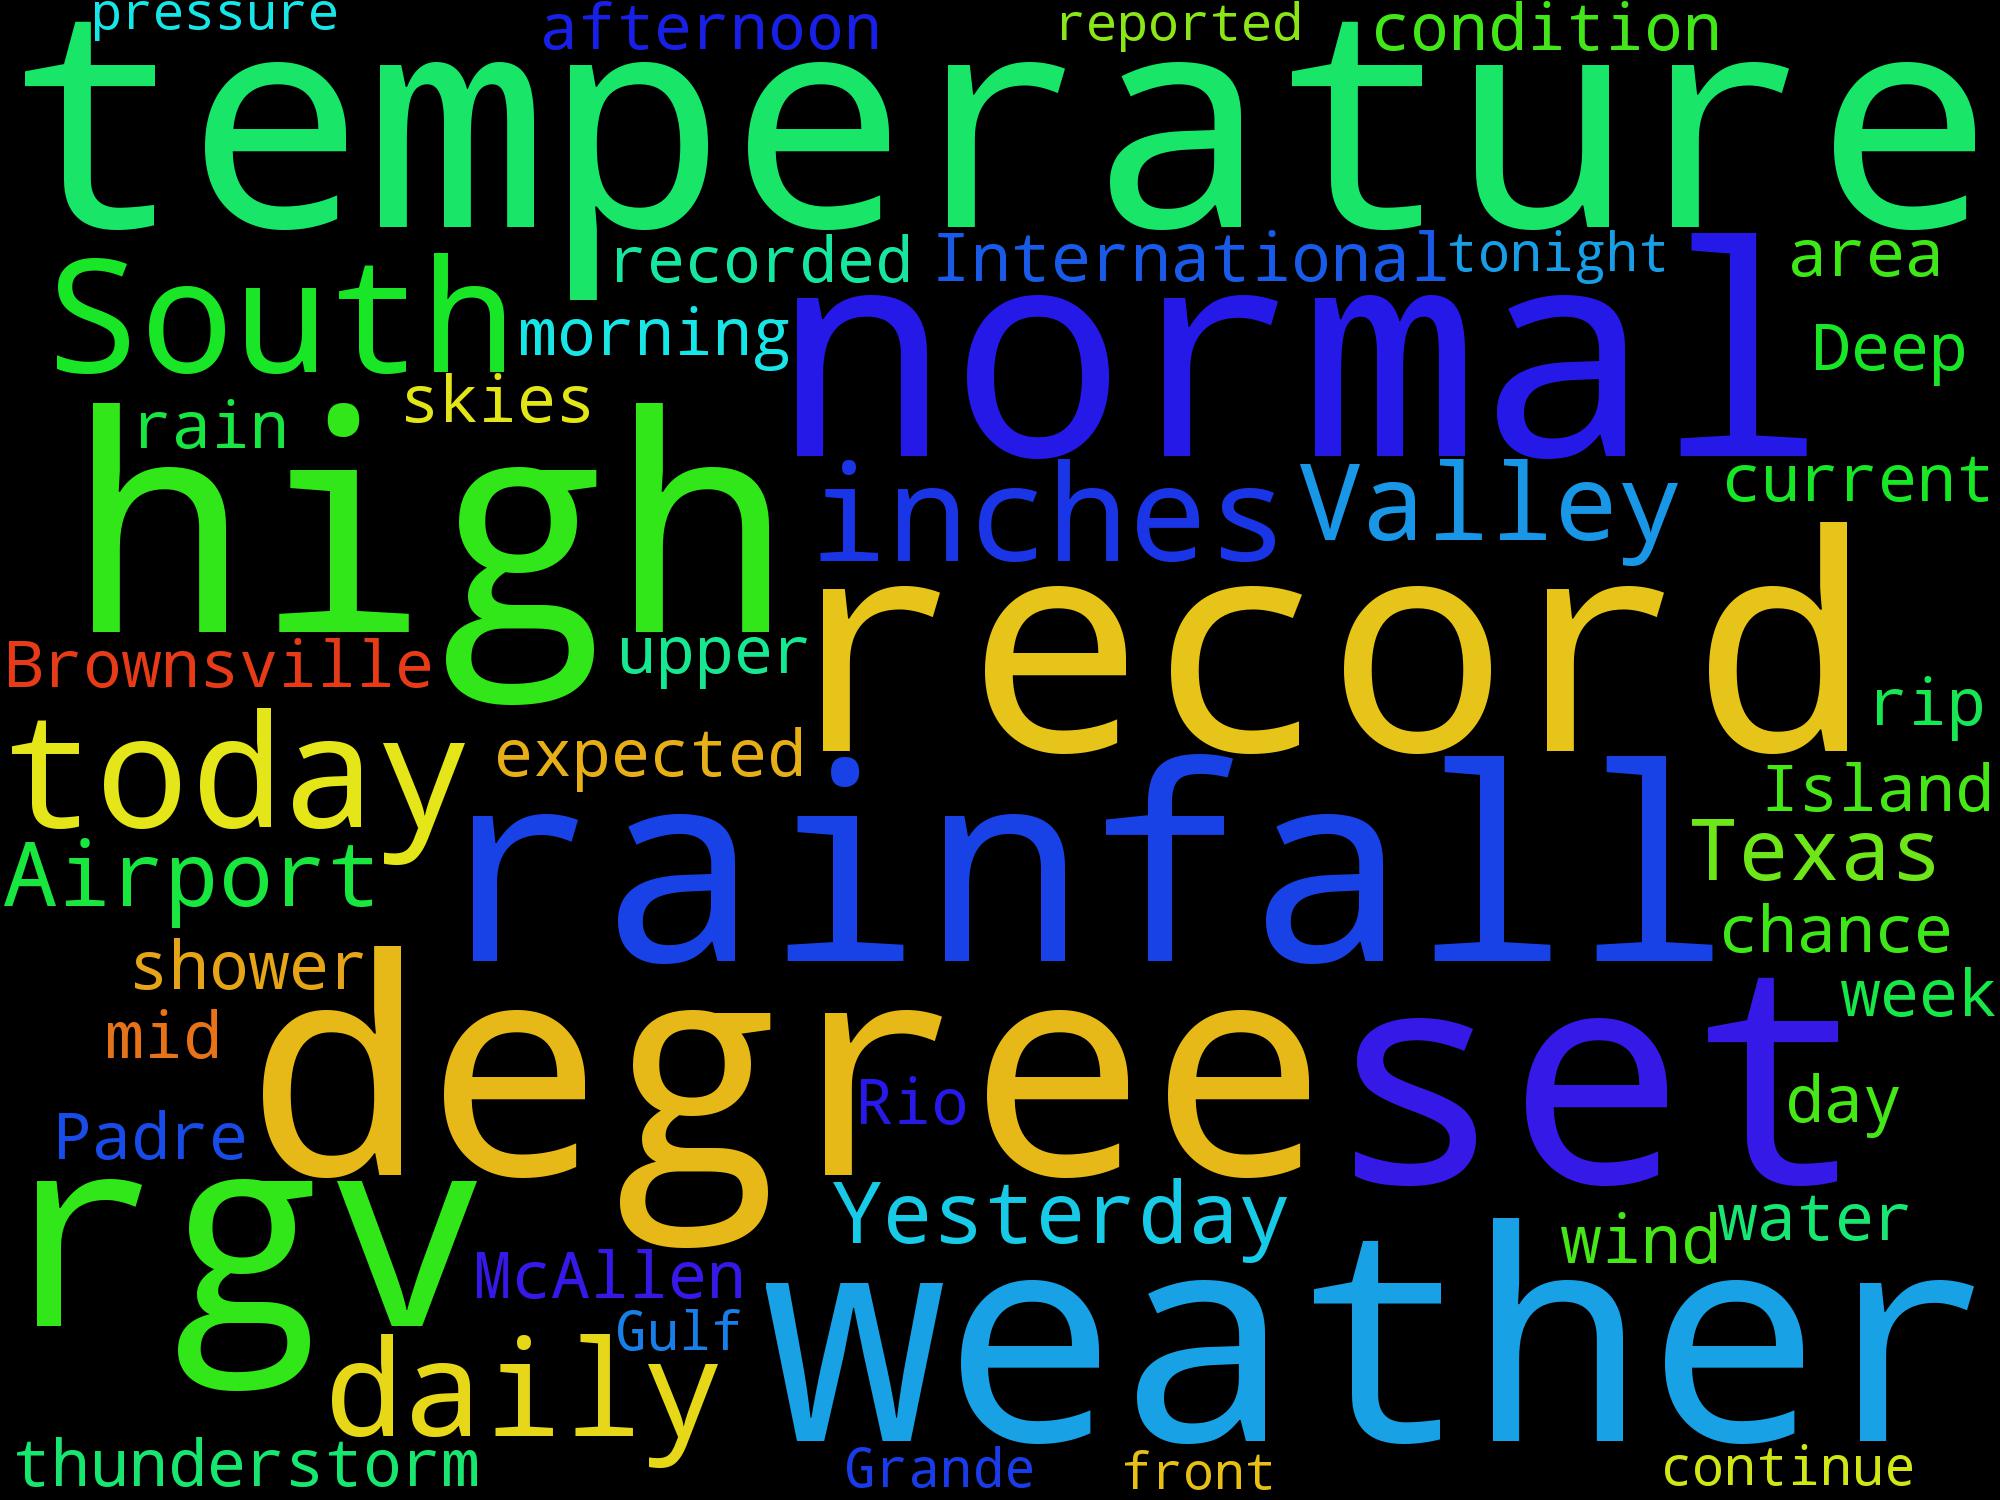 pressure afternoon reported condition
temperature
recorded International tonight area
South morning normal Deep
skies
rain
high inches Valley current
record
Brownsville upper
rip
today expected
Island
rainfall Texas
Airport
chance
shower
week
mid degree set
Rio day
Padre
rgv Yesterday water
wind
McAllen
Gulf weather
daily
thunderstorm Grande front continue